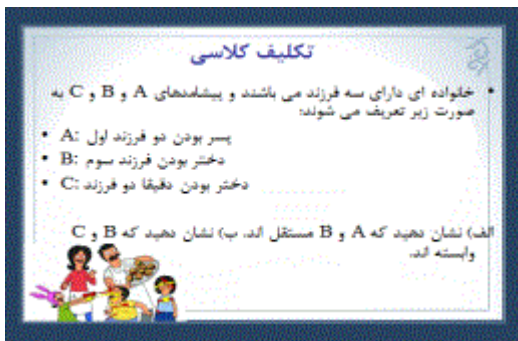 تکلیف کلاسی
• خانواده ای دارای سه فرزند می باشند و پیشامدهای A و B و C به
صورت زیر تعریف می شوند:
• A: پسر بودن دو فرزند اول
• B: دختر بودن فرزند سوم
• C: دختر بودن دقیقا دو فرزند
الف) نشان دهید که A و B مستقل اند. ب) نشان دهید که B و C
وابسته اند.